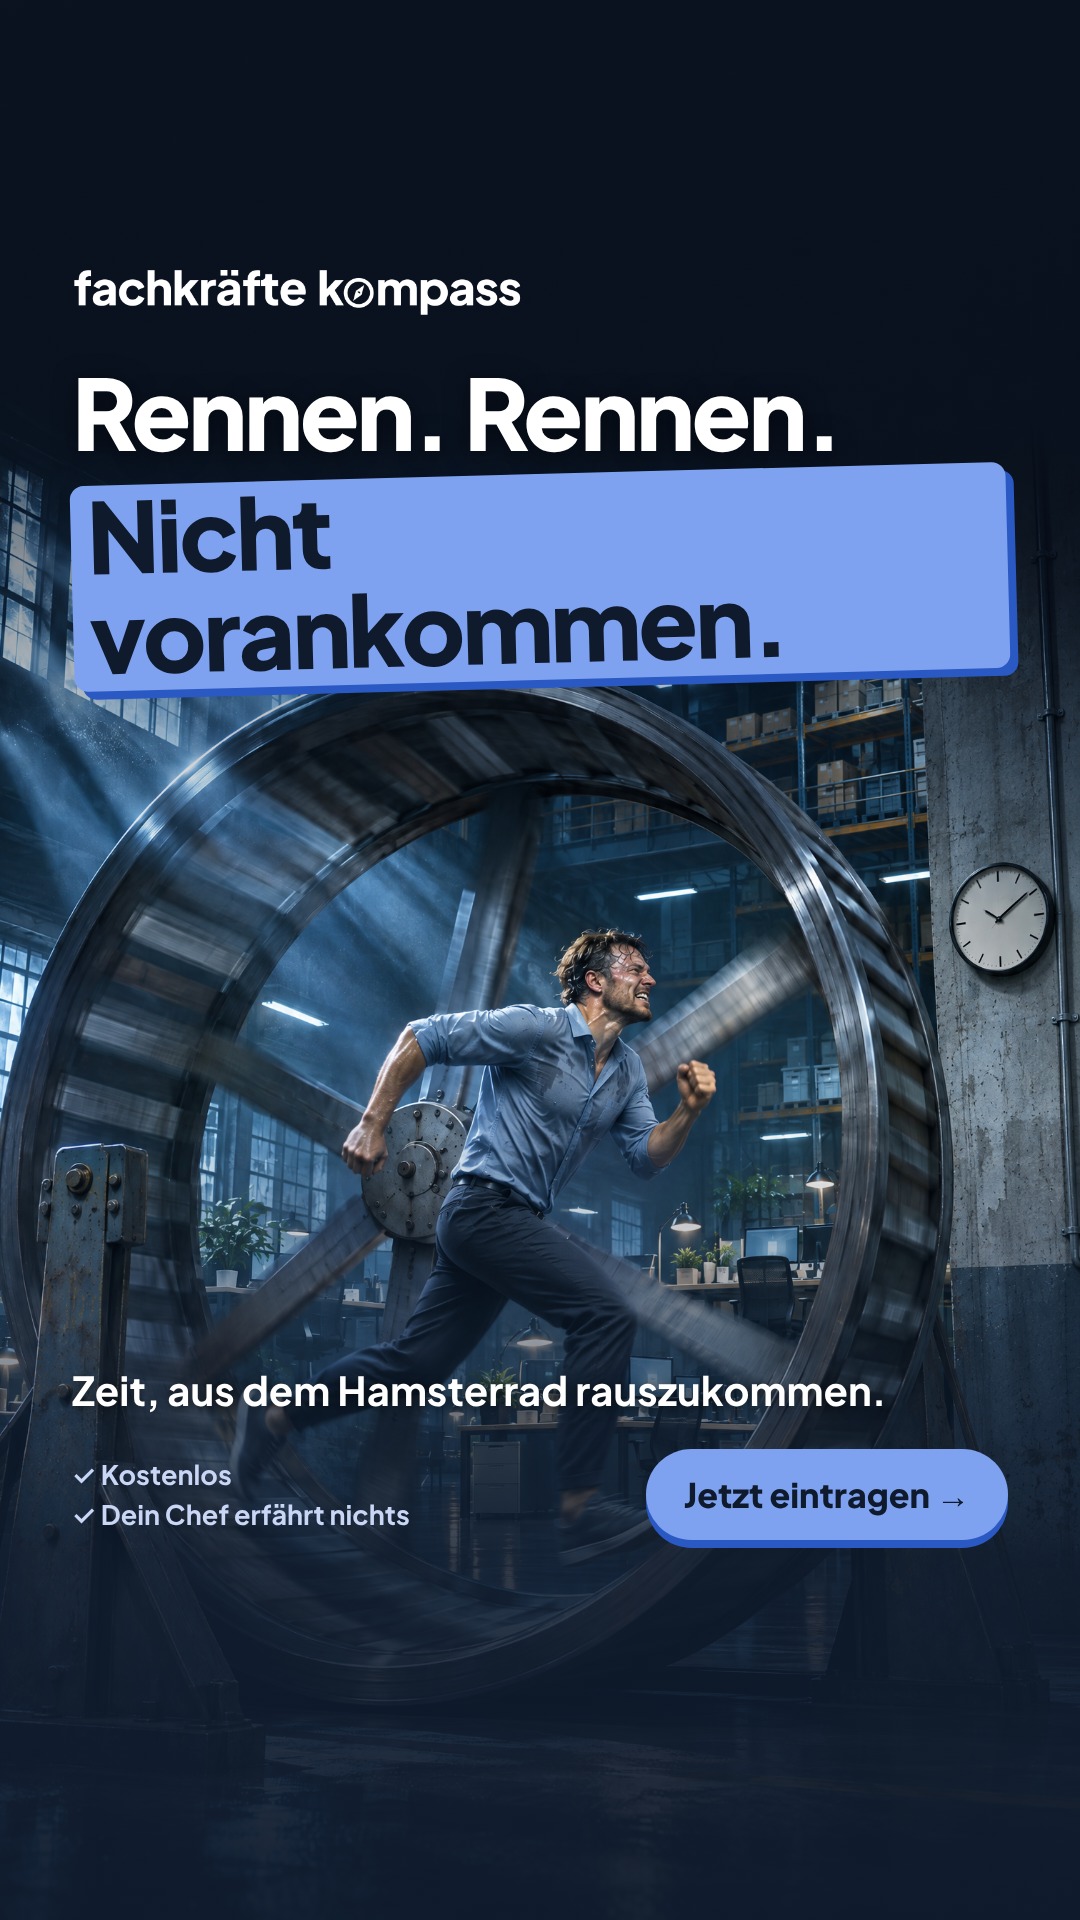 fachkräfte kompass
Rennen. Rennen.
Nicht
vorankommen.
Zeit, aus dem Hamsterrad rauszukommen.
✓ Kostenlos
✓ Dein Chef erfährt nichts
Jetzt eintragen →